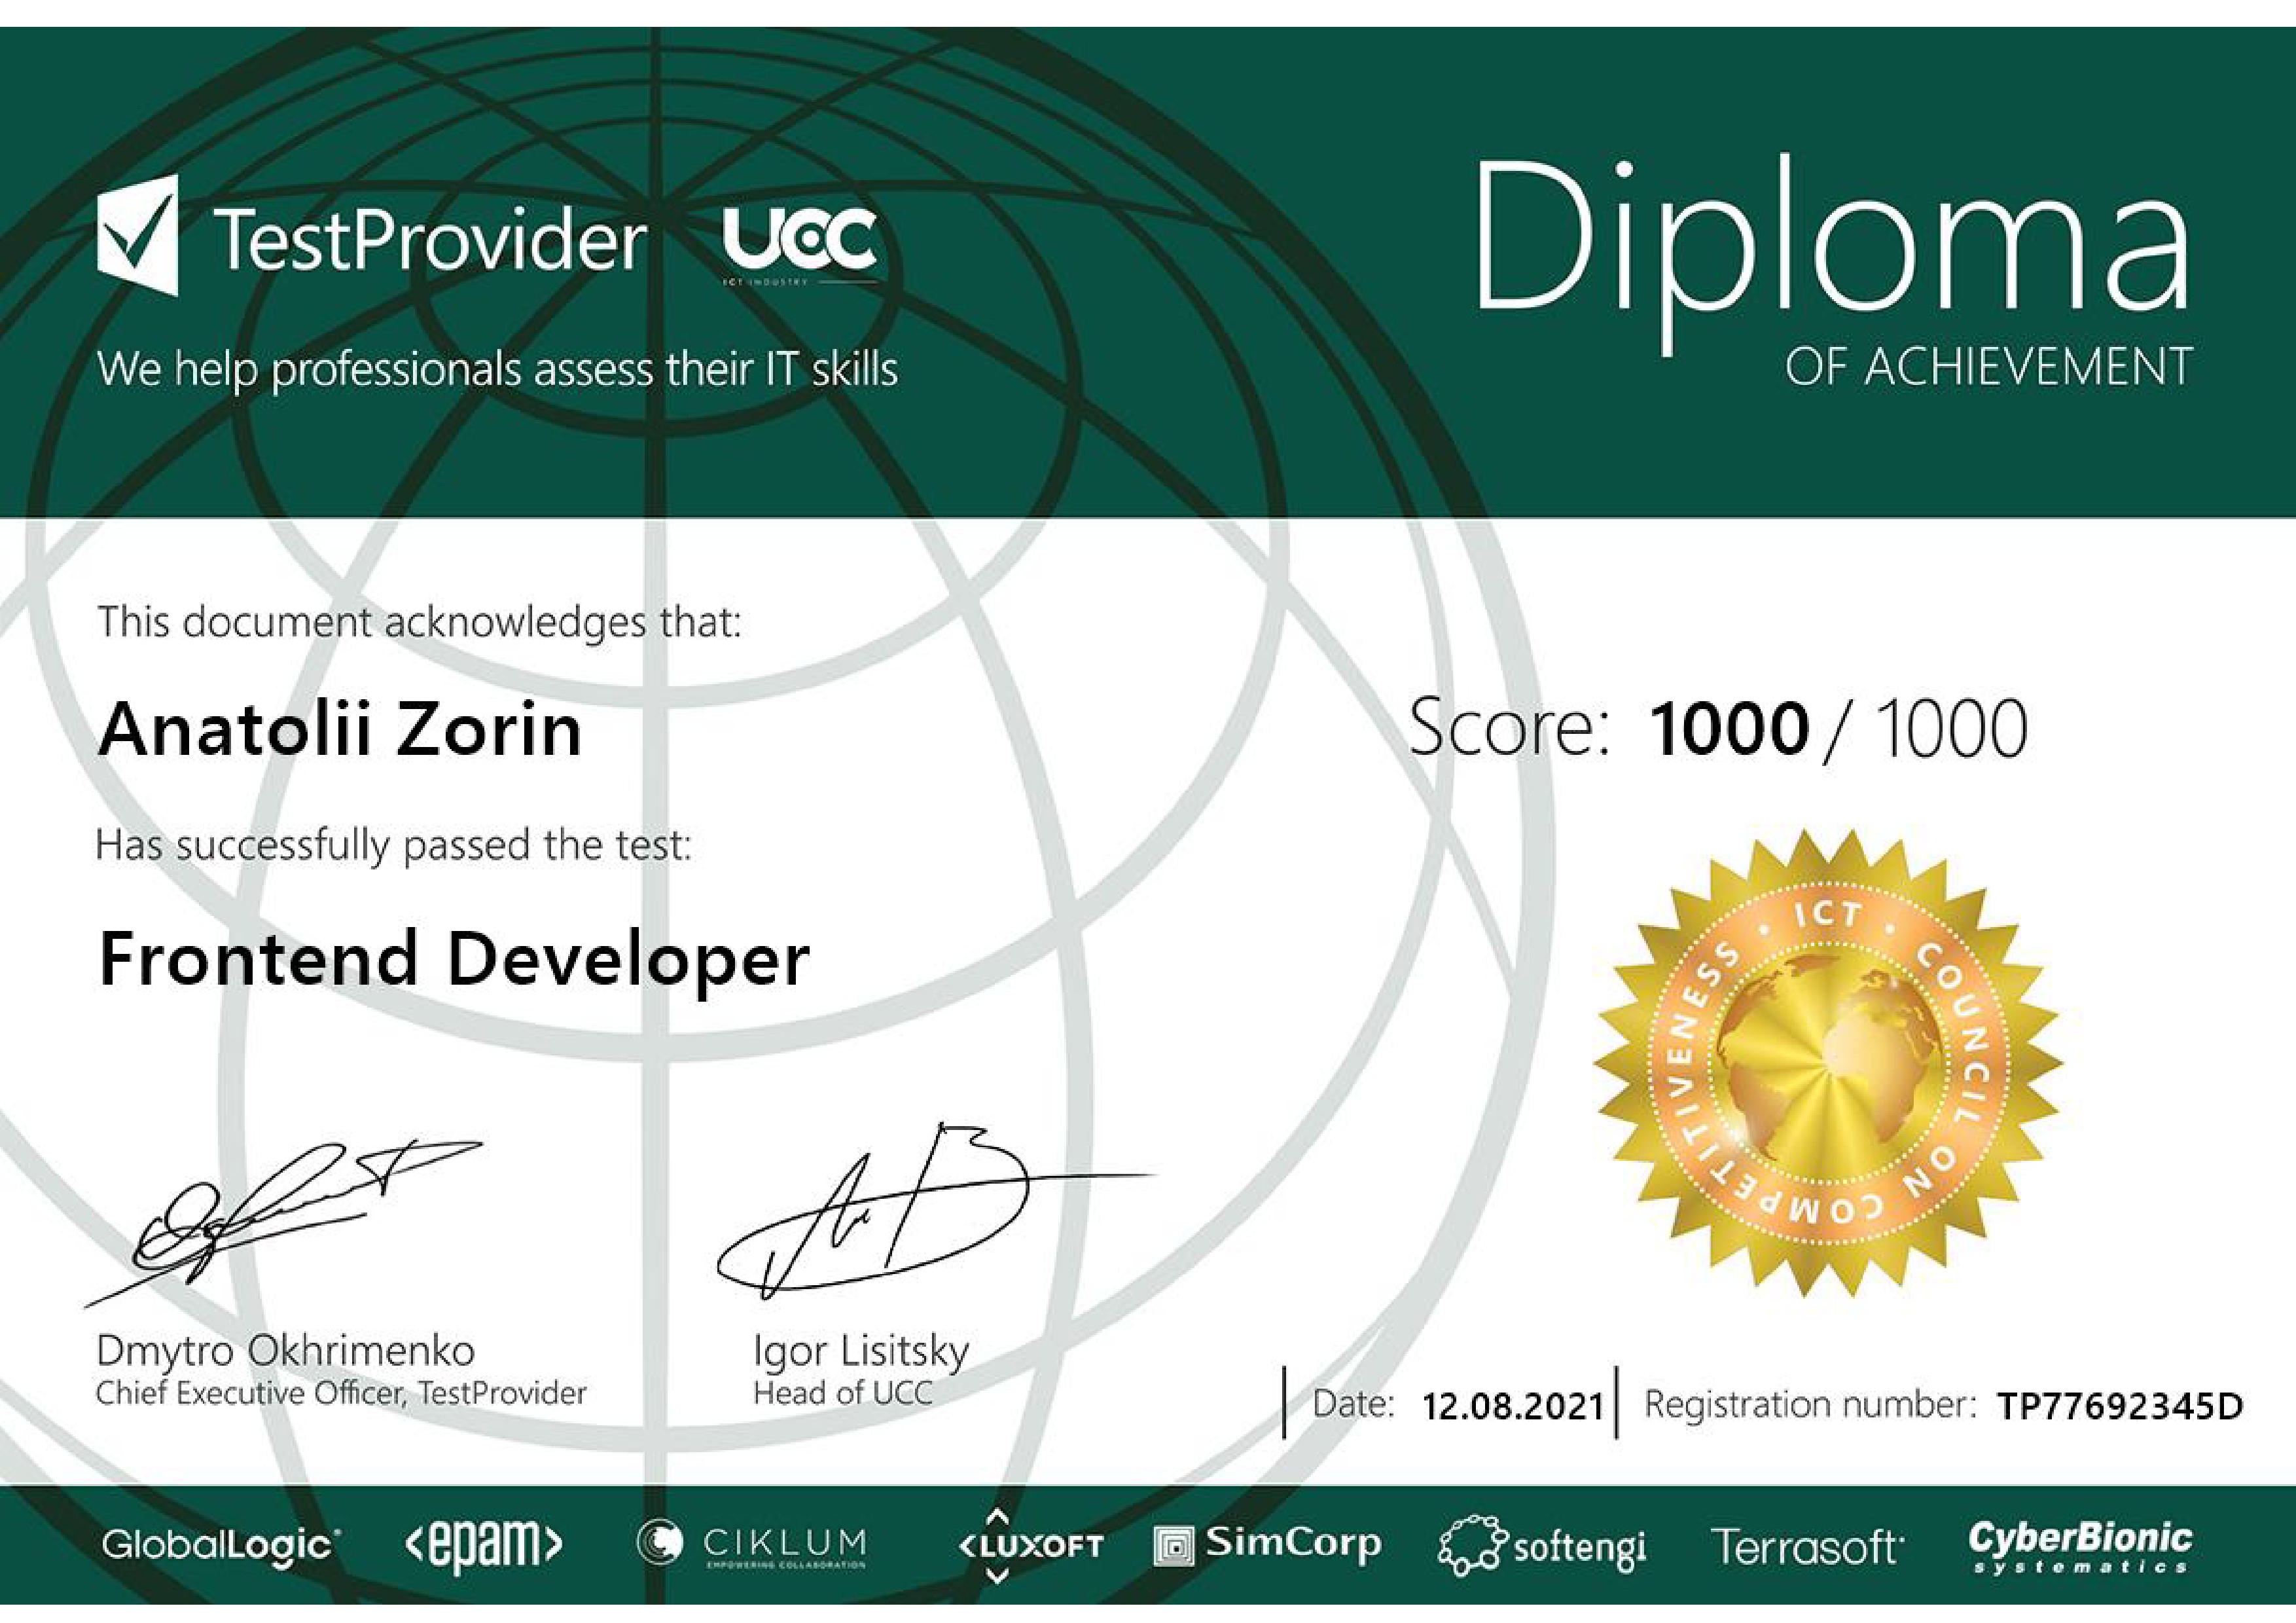 TestProvider UCC
ICT INDUSTRY
We help professionals assess their IT skills
Diploma
OF ACHIEVEMENT
This document acknowledges that:
Anatolii Zorin
Score: 1000 / 1000
Has successfully passed the test:
Frontend Developer
ICT • COUNCIL ON COMPETITIVENESS •
Dmytro Okhrimenko
Chief Executive Officer, TestProvider
Igor Lisitsky
Head of UCC
Date: 12.08.2021
Registration number: TP77692345D
GlobalLogic
<epam>
CIKLUM
EMPOWERING COLLABORATION
<LUXOFT
SimCorp
softengi
Terrasoft
CyberBionic
systematics